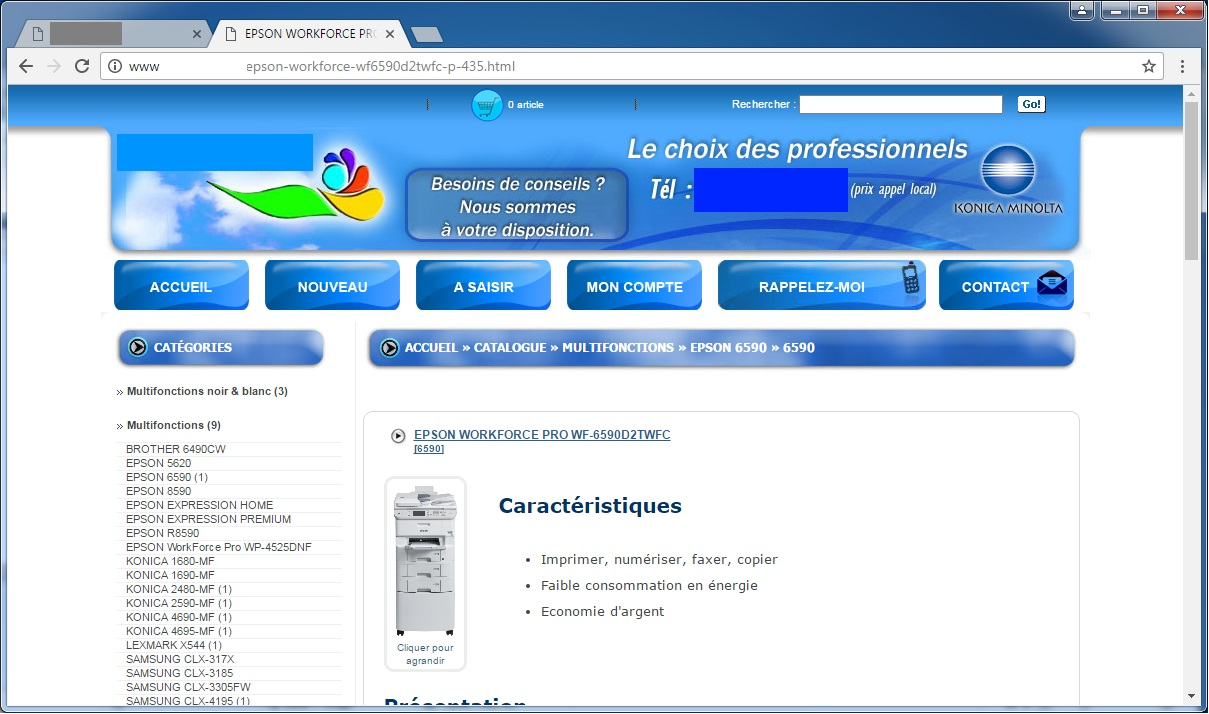 EPSON WORKFORCE PRO
www epson-workforce-wf6590d2twfc-p-435.html
0 article
Rechercher :
Go!
Le choix des professionnels
Besoins de conseils ?
Nous sommes
à votre disposition.
Tél : (prix appel local)
KONICA MINOLTA
ACCUEIL
NOUVEAU
A SAISIR
MON COMPTE
RAPPELEZ-MOI
CONTACT
CATÉGORIES
ACCUEIL » CATALOGUE » MULTIFONCTIONS » EPSON 6590 » 6590
» Multifonctions noir & blanc (3)
» Multifonctions (9)
BROTHER 6490CW
EPSON 5620
EPSON 6590 (1)
EPSON 8590
EPSON EXPRESSION HOME
EPSON EXPRESSION PREMIUM
EPSON R8590
EPSON WorkForce Pro WP-4525DNF
KONICA 1680-MF
KONICA 1690-MF
KONICA 2480-MF (1)
KONICA 2590-MF (1)
KONICA 4690-MF (1)
KONICA 4695-MF (1)
LEXMARK X544 (1)
SAMSUNG CLX-317X
SAMSUNG CLX-3185
SAMSUNG CLX-3305FW
SAMSUNG CLX-4195 (1)
EPSON WORKFORCE PRO WF-6590D2TWFC
[6590]
Caractéristiques
• Imprimer, numériser, faxer, copier
• Faible consommation en énergie
• Economie d'argent
Cliquer pour
agrandir
Présentation